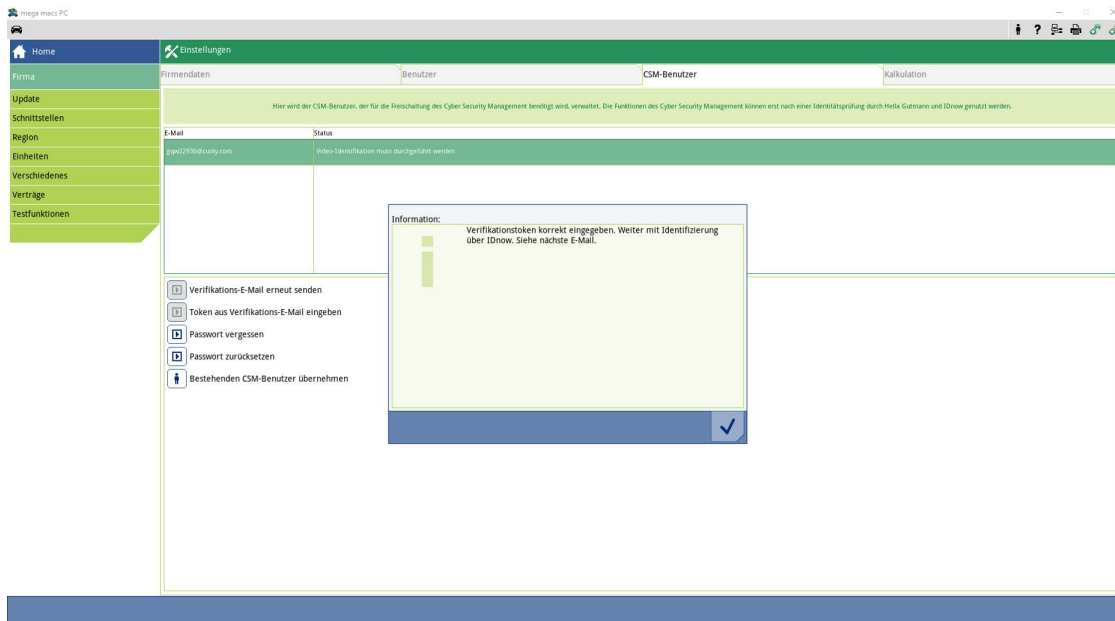 mega macs PC
Home
Einstellungen
Firma
Firmendaten
Benutzer
CSM-Benutzer
Kalkulation
Update
Schnittstellen
Region
Einheiten
Verschiedenes
Verträge
Testfunktionen
Hier wird der CSM-Benutzer, der für die Freischaltung des Cyber Security Management benötigt wird, verwaltet. Die Funktionen des Cyber Security Management können erst nach einer Identitätsprüfung durch Hella Gutmann und IDnow genutzt werden.
E-Mail
Status
gqw22936@cuoly.com
Video-Identifikation muss durchgeführt werden
Information:
Verifikationstoken korrekt eingegeben. Weiter mit Identifizierung
über IDnow. Siehe nächste E-Mail.
Verifikations-E-Mail erneut senden
Token aus Verifikations-E-Mail eingeben
Passwort vergessen
Passwort zurücksetzen
Bestehenden CSM-Benutzer übernehmen